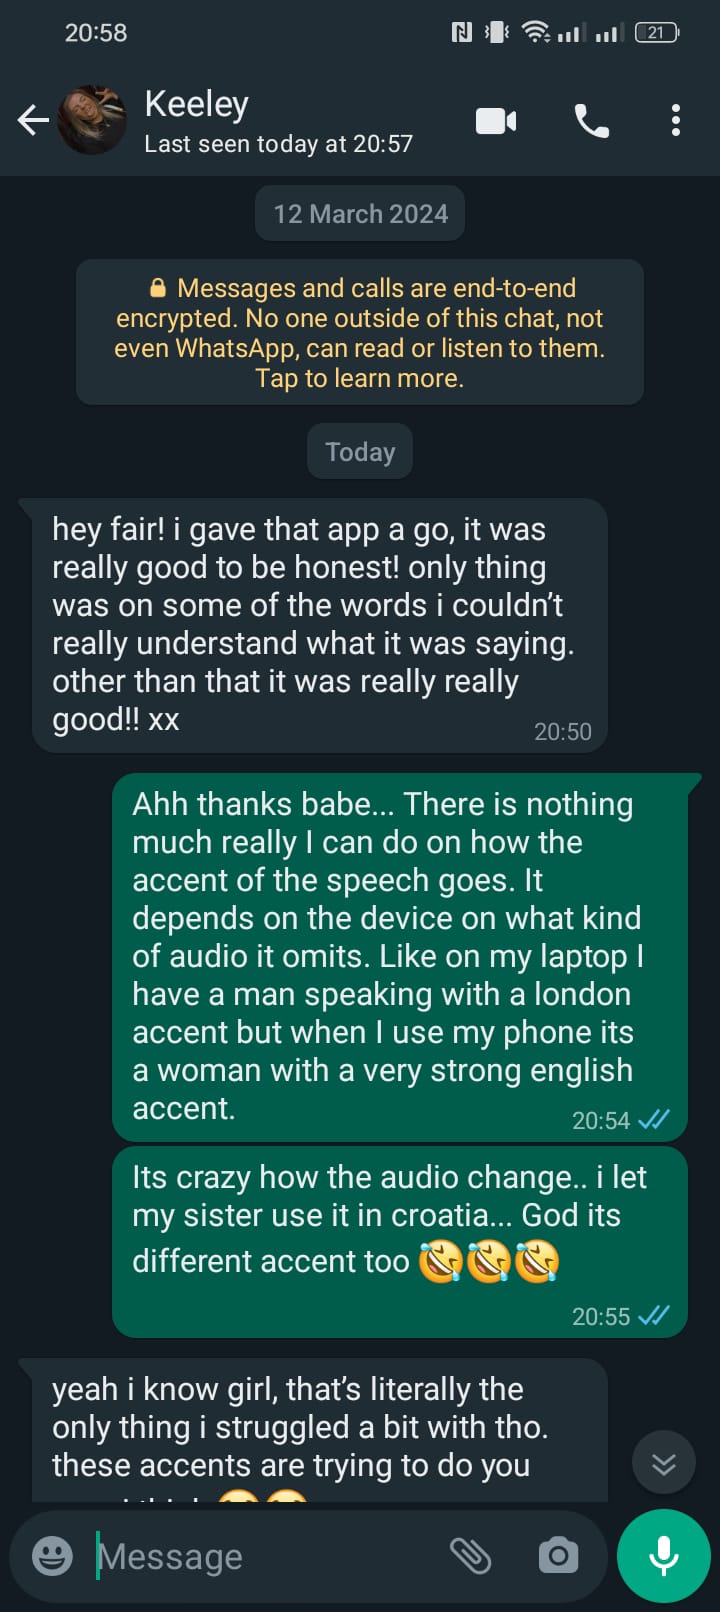 20:58
21
Keeley
Last seen today at 20:57
12 March 2024
Messages and calls are end-to-end
encrypted. No one outside of this chat, not
even WhatsApp, can read or listen to them.
Tap to learn more.
Today
hey fair! i gave that app a go, it was
really good to be honest! only thing
was on some of the words i couldn't
really understand what it was saying.
other than that it was really really
good!! xx
20:50
Ahh thanks babe... There is nothing
much really I can do on how the
accent of the speech goes. It
depends on the device on what kind
of audio it omits. Like on my laptop I
have a man speaking with a london
accent but when I use my phone its
a woman with a very strong english
accent.
20:54
Its crazy how the audio change.. i let
my sister use it in croatia... God its
different accent too 🤣🤣🤣
20:55
yeah i know girl, that's literally the
only thing i struggled a bit with tho.
these accents are trying to do you
Message